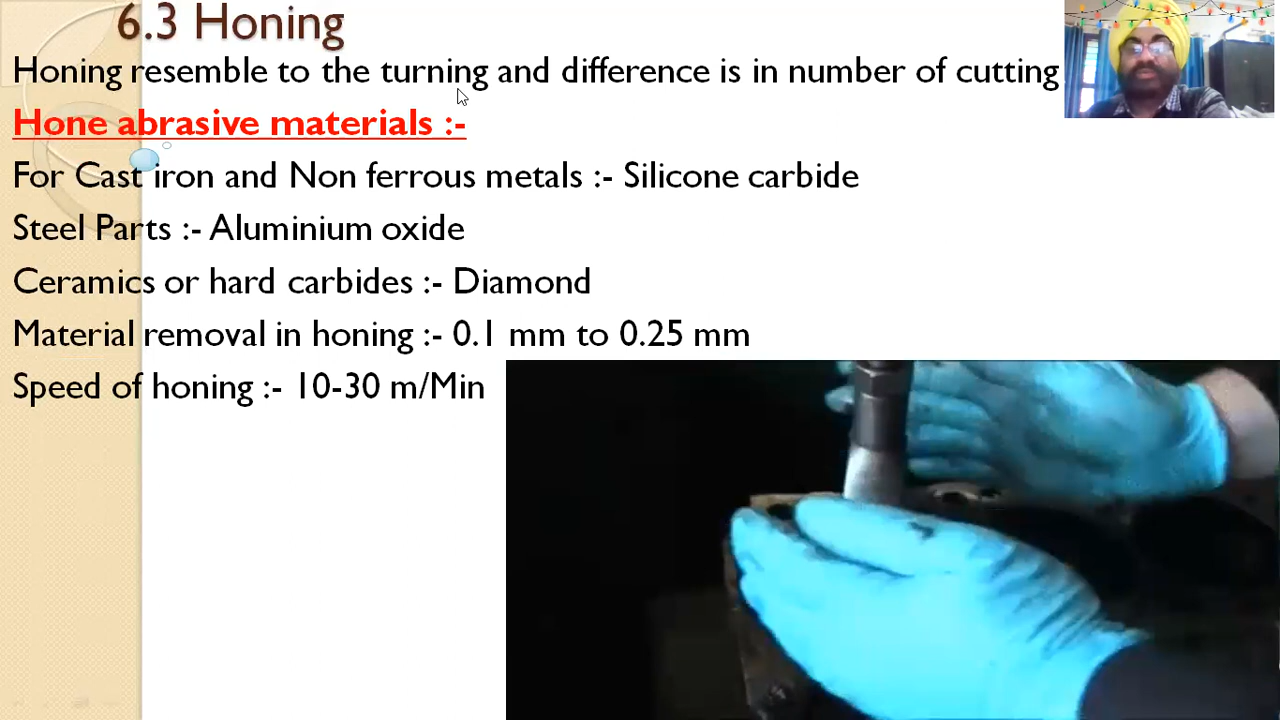 6.3 Honing
Honing resemble to the turning and difference is in number of cutting
Hone abrasive materials :-
For Cast iron and Non ferrous metals :- Silicone carbide
Steel Parts :- Aluminium oxide
Ceramics or hard carbides :- Diamond
Material removal in honing :- 0.1 mm to 0.25 mm
Speed of honing :- 10-30 m/Min